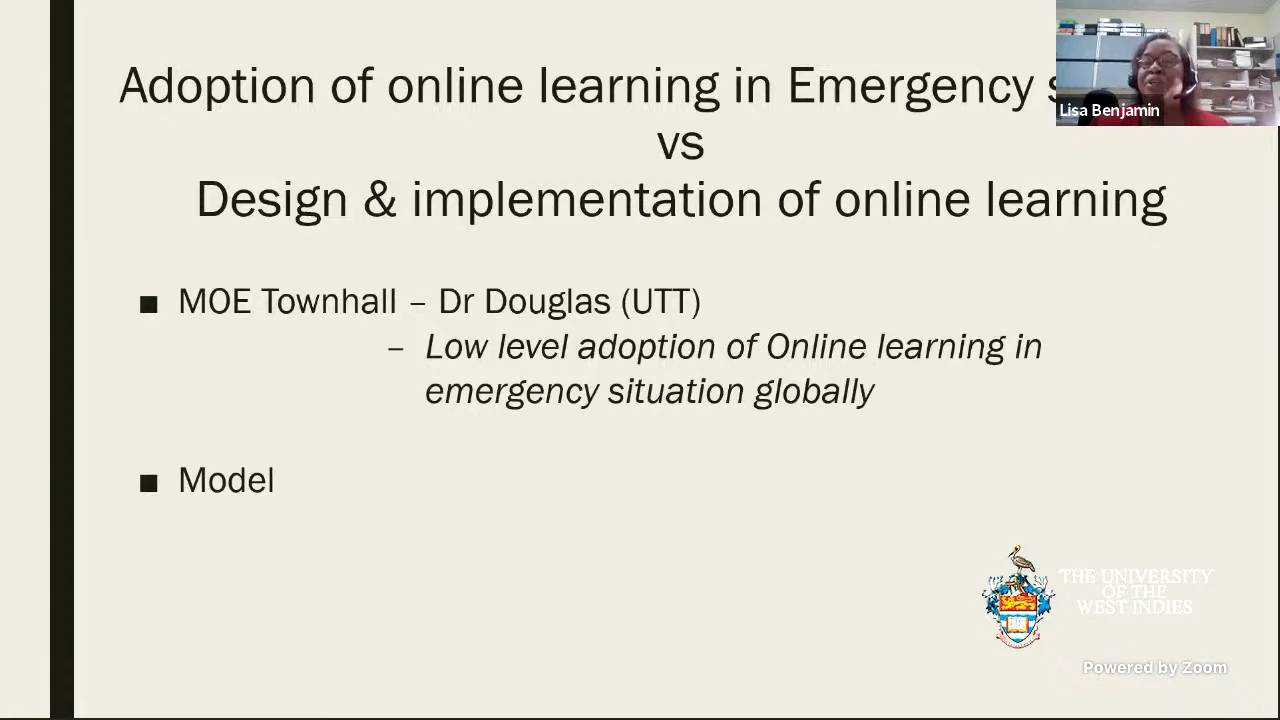 Adoption of online learning in Emergency s
vs
Design & implementation of online learning
Lisa Benjamin
■ MOE Townhall – Dr Douglas (UTT)
– Low level adoption of Online learning in
emergency situation globally
■ Model
THE UNIVERSITY
OF THE
WEST INDIES
Powered by Zoom